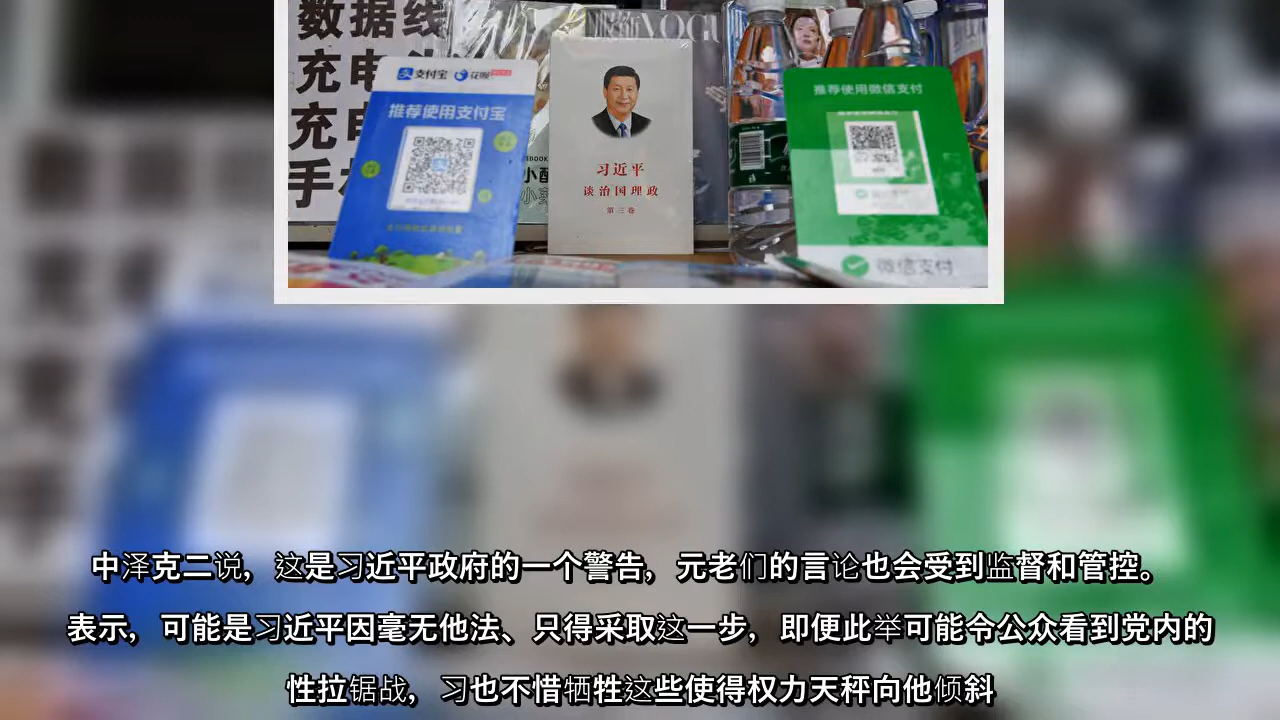 数据线
VOGU
充电
支付宝 花呗
推荐使用微信支付
充电
推荐使用支付宝
BOOK
小配
手
习近平
谈治国理政
第三卷
微信支付
中泽克二说，这是习近平政府的一个警告，元老们的言论也会受到监督和管控。
表示，可能是习近平因毫无他法、只得采取这一步，即便此举可能令公众看到党内的
性拉锯战，习也不惜牺牲这些使得权力天秤向他倾斜